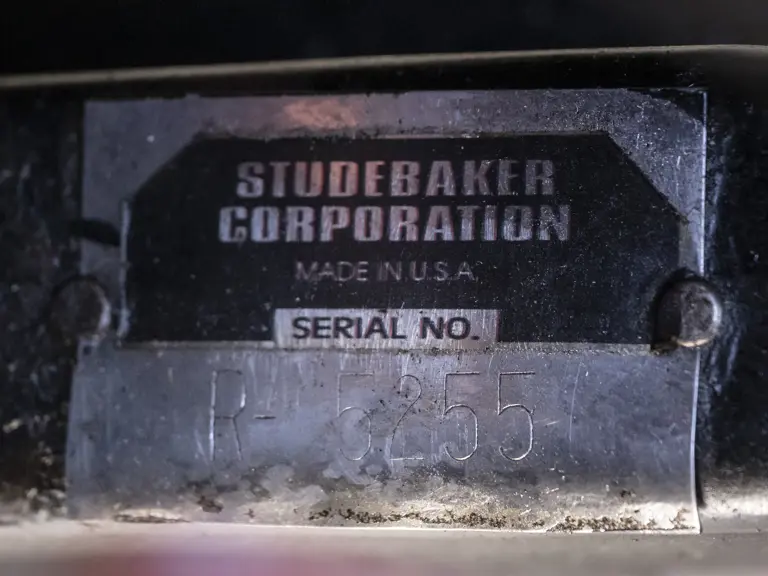 STUDEBAKER
CORPORATION
MADE IN U.S.A
SERIAL NO.
R-5255